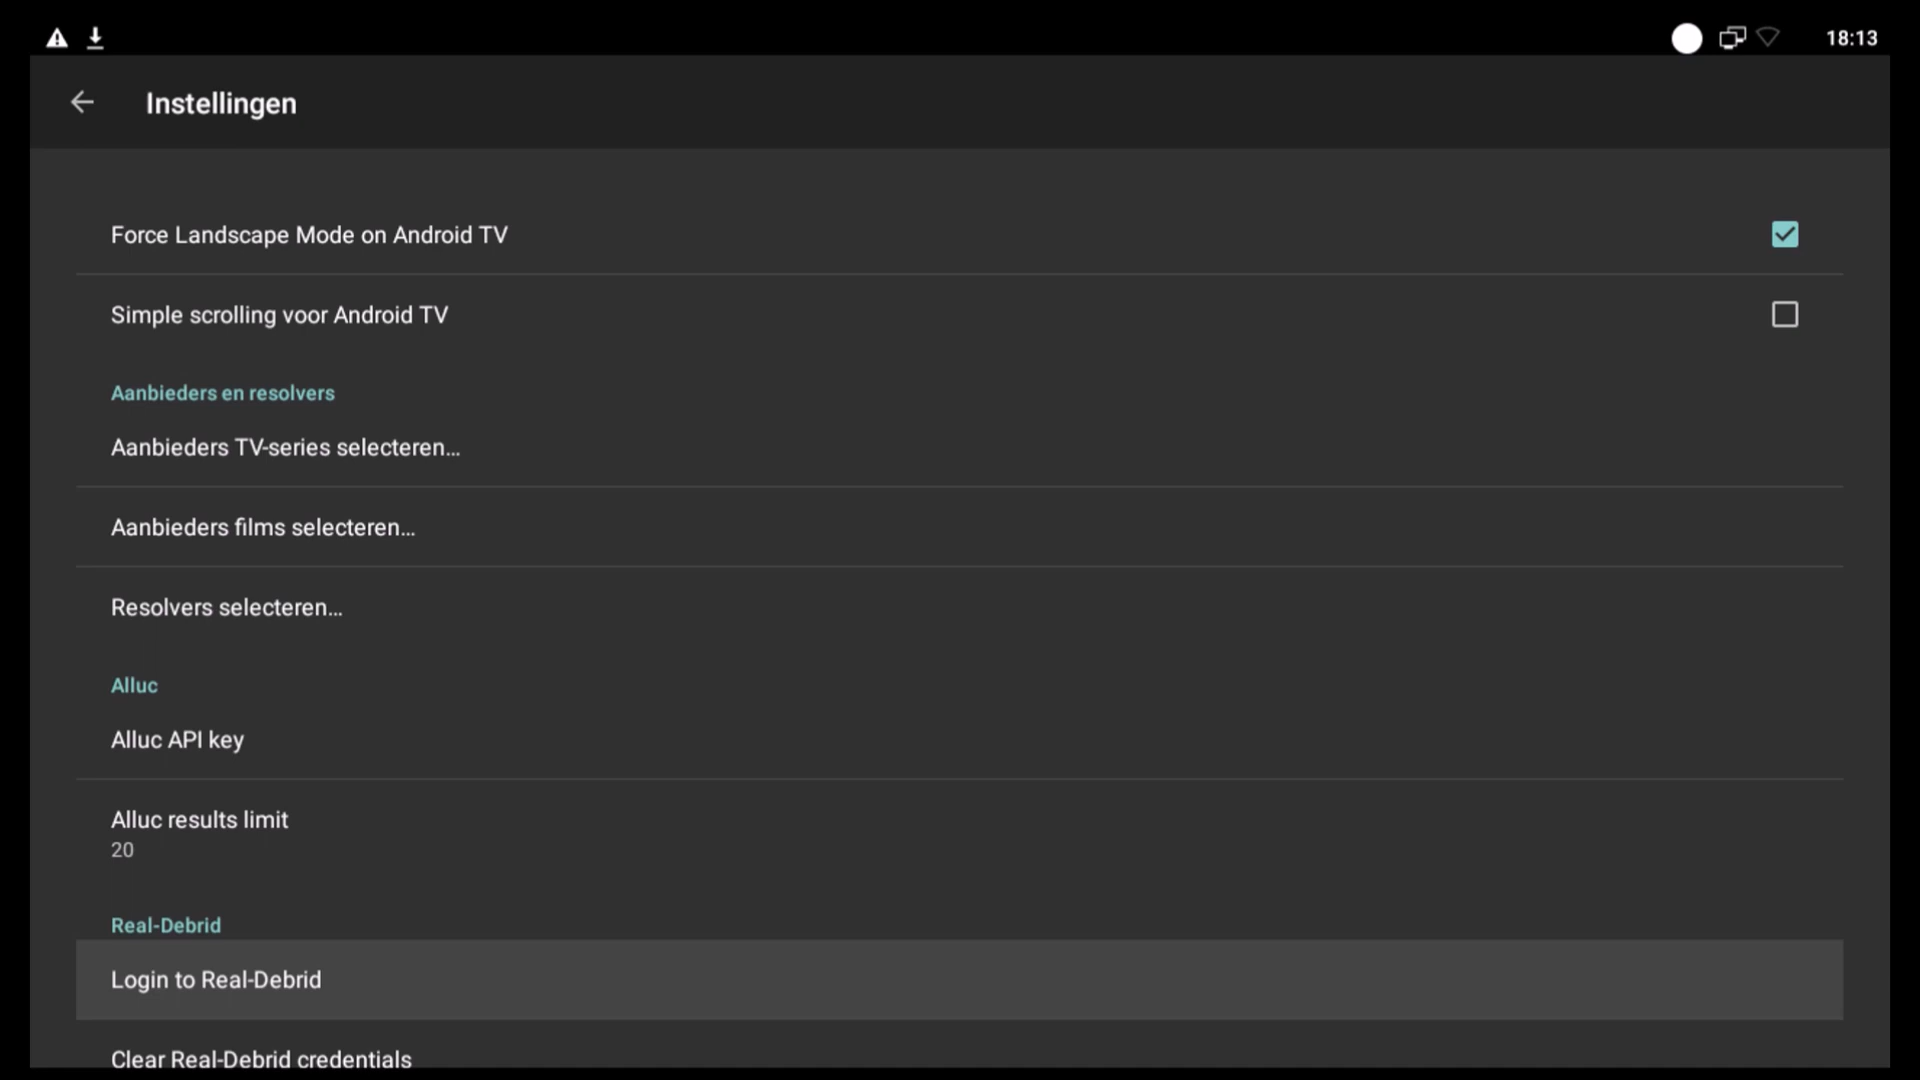 18:13
Instellingen
Force Landscape Mode on Android TV
Simple scrolling voor Android TV
Aanbieders en resolvers
Aanbieders TV-series selecteren...
Aanbieders films selecteren...
Resolvers selecteren...
Alluc
Alluc API key
Alluc results limit
20
Real-Debrid
Login to Real-Debrid
Clear Real-Debrid credentials